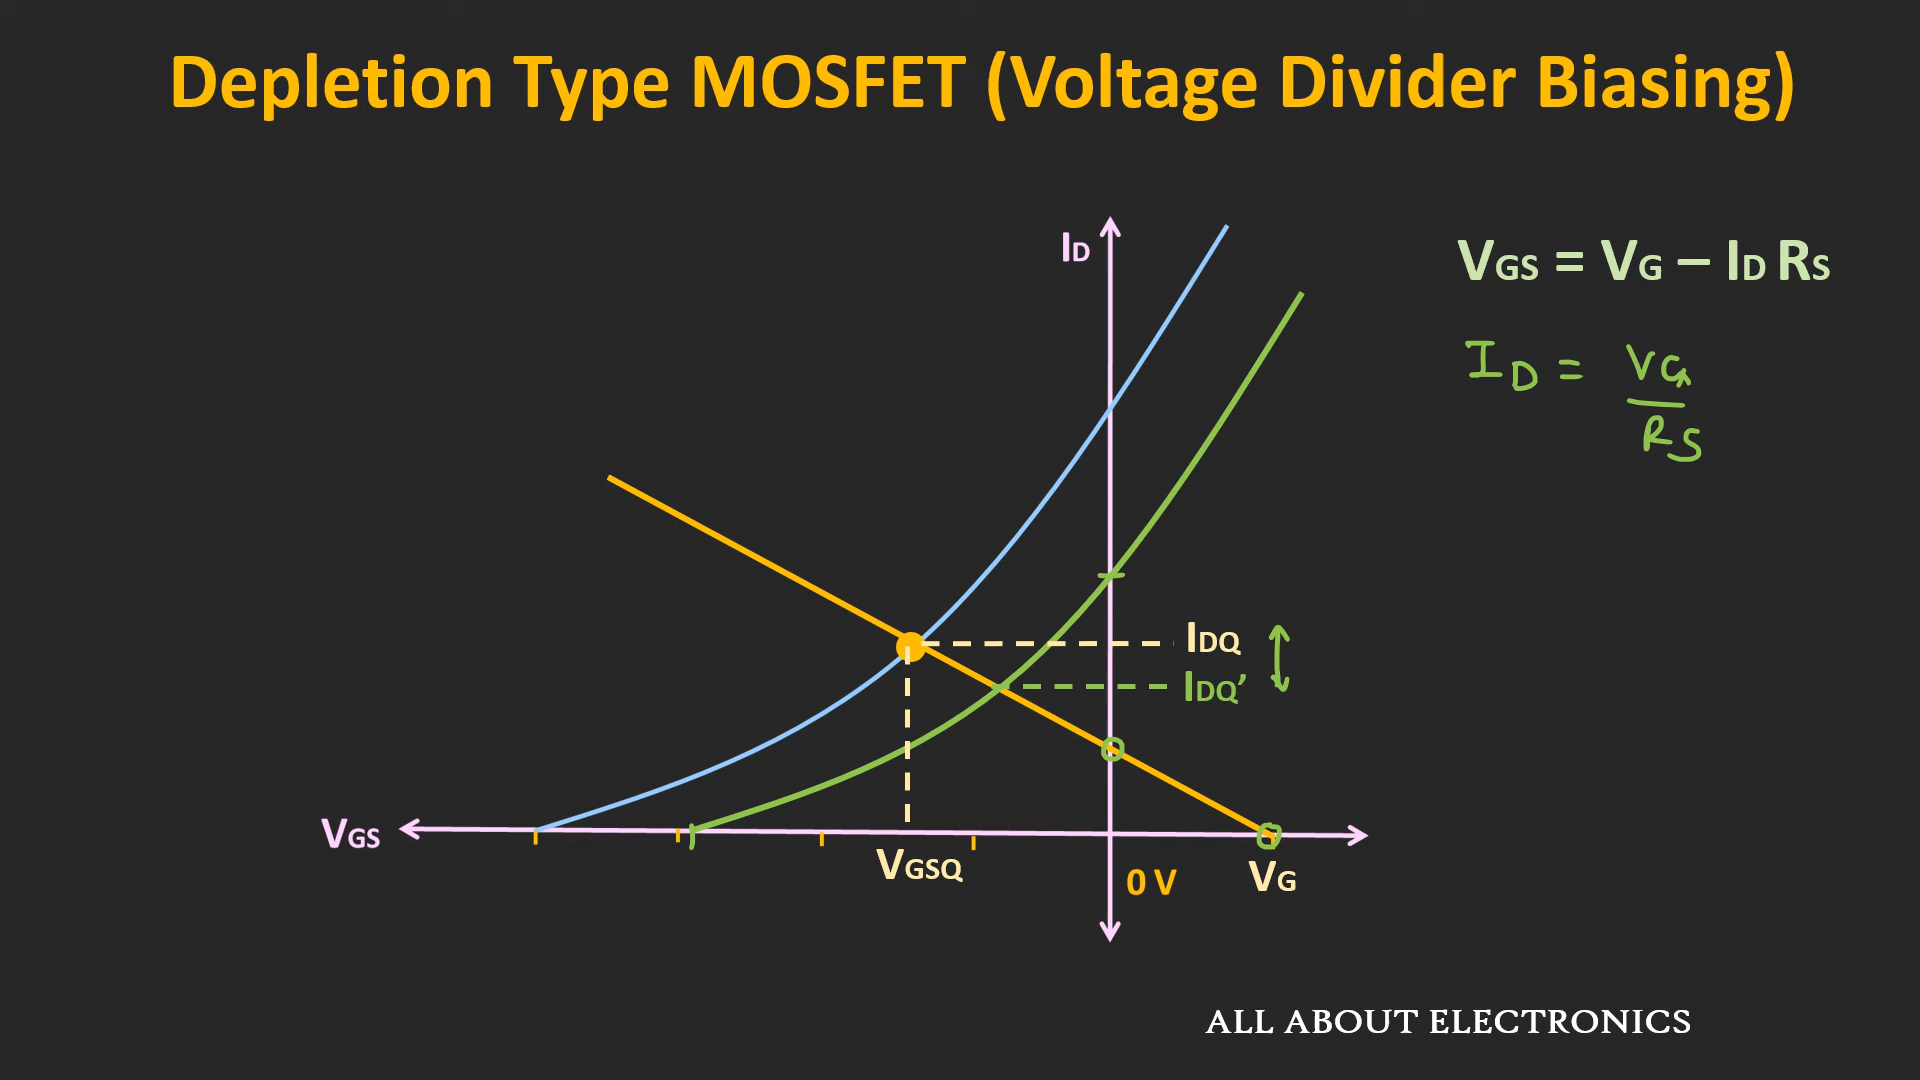 Depletion Type MOSFET (Voltage Divider Biasing)
ID
VGS = VG – ID RS
ID = VG
RS
IDQ
IDQ’
VGS
VGSQ
0 V
VG
ALL ABOUT ELECTRONICS